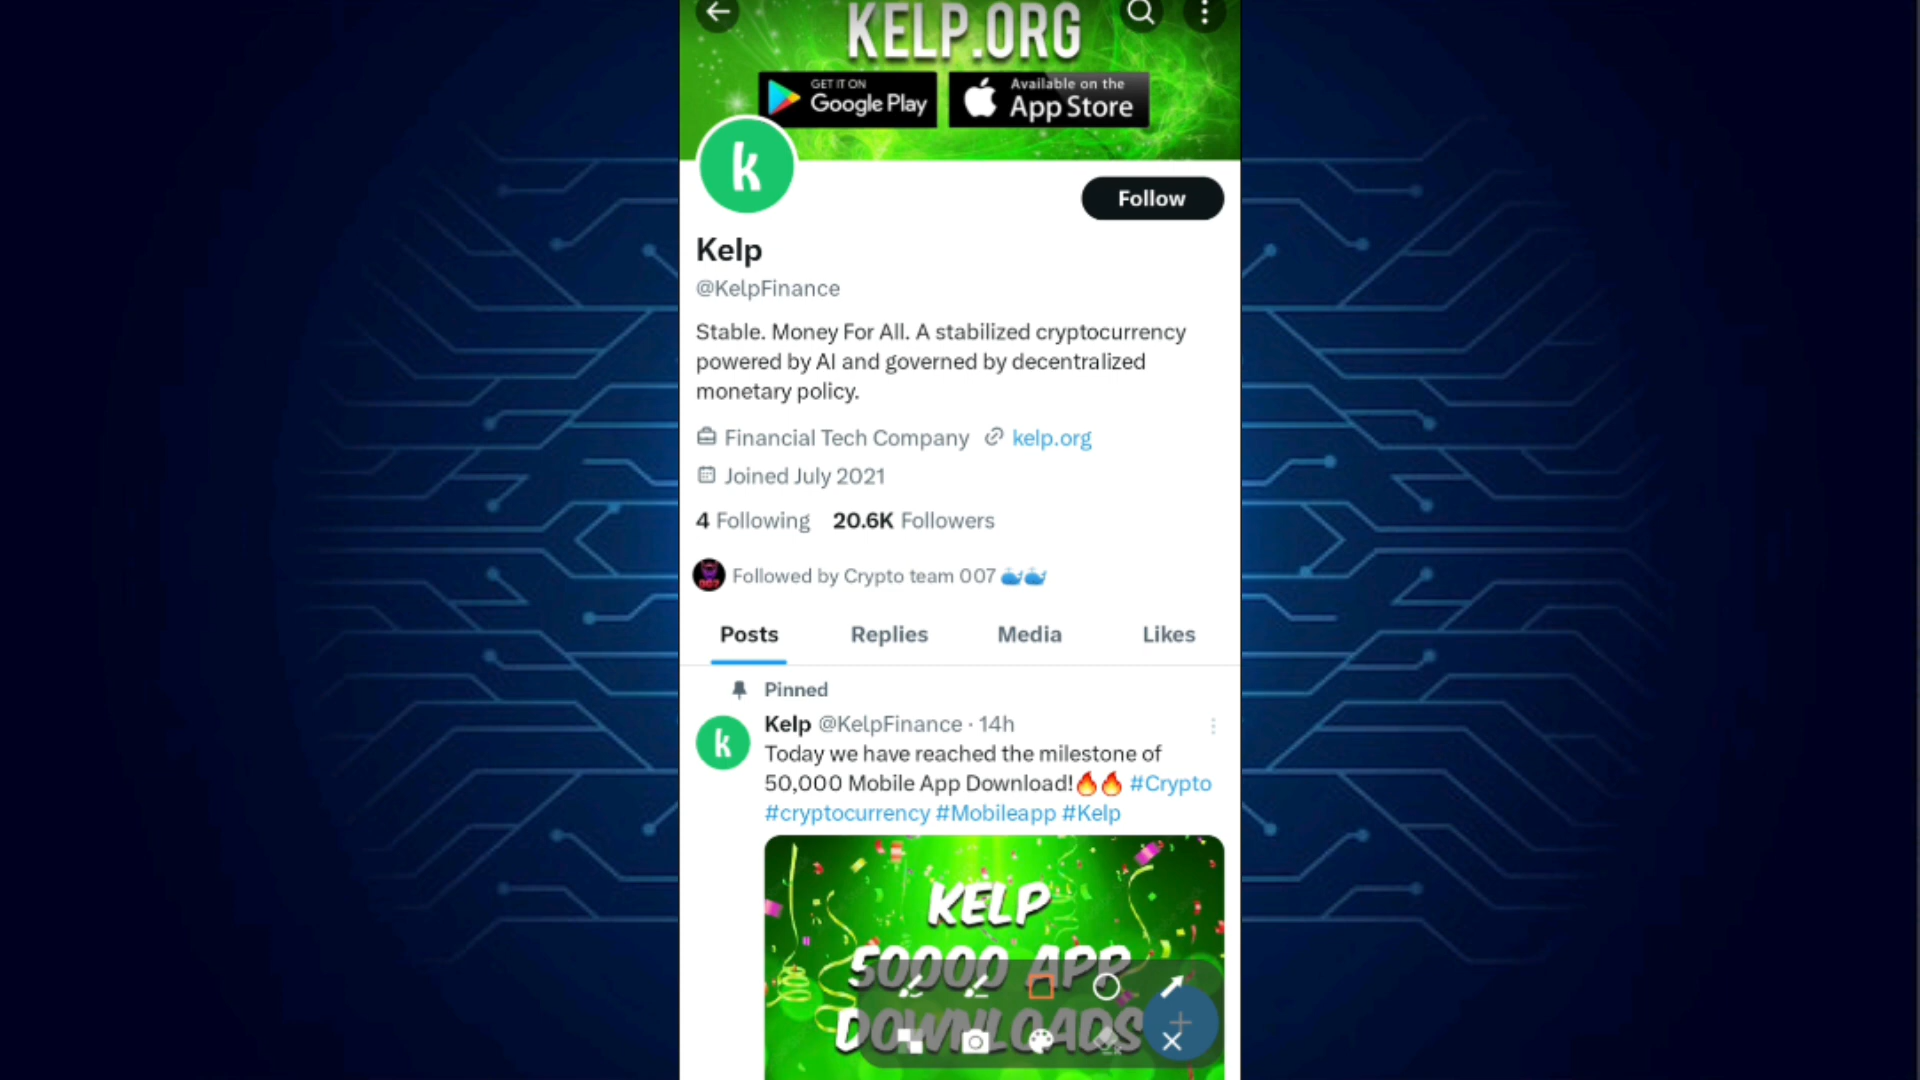 KELP.ORG
GET IT ON
Google Play
Available on the
App Store
k
Follow
Kelp
@KelpFinance
Stable. Money For All. A stabilized cryptocurrency
powered by AI and governed by decentralized
monetary policy.
Financial Tech Company kelp.org
Joined July 2021
4 Following 20.6K Followers
007
Followed by Crypto team 007 🐳🐳
Posts Replies Media Likes
Pinned
k
Kelp @KelpFinance · 14h
Today we have reached the milestone of
50,000 Mobile App Download!🔥🔥 #Crypto
#cryptocurrency #Mobileapp #Kelp
KELP
50000 APP
DOWNLOADS